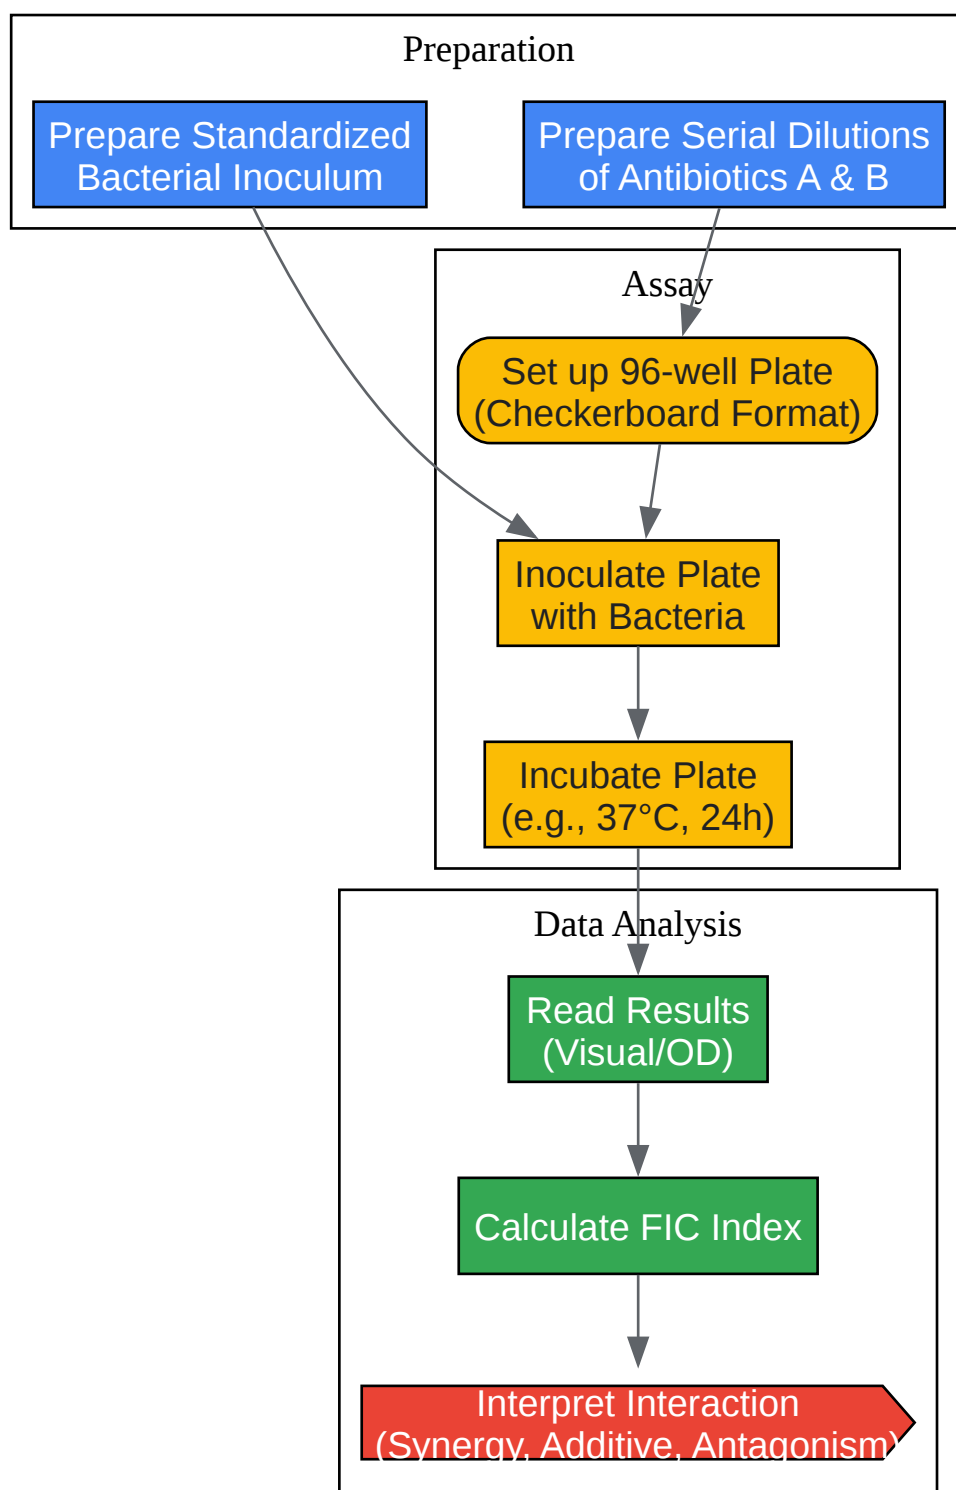 Preparation
Prepare Standardized
Bacterial Inoculum
Prepare Serial Dilutions
of Antibiotics A & B
Assay
Set up 96-well Plate
(Checkerboard Format)
Inoculate Plate
with Bacteria
Incubate Plate
(e.g., 37°C, 24h)
Data Analysis
Read Results
(Visual/OD)
Calculate FIC Index
Interpret Interaction
(Synergy, Additive, Antagonism)